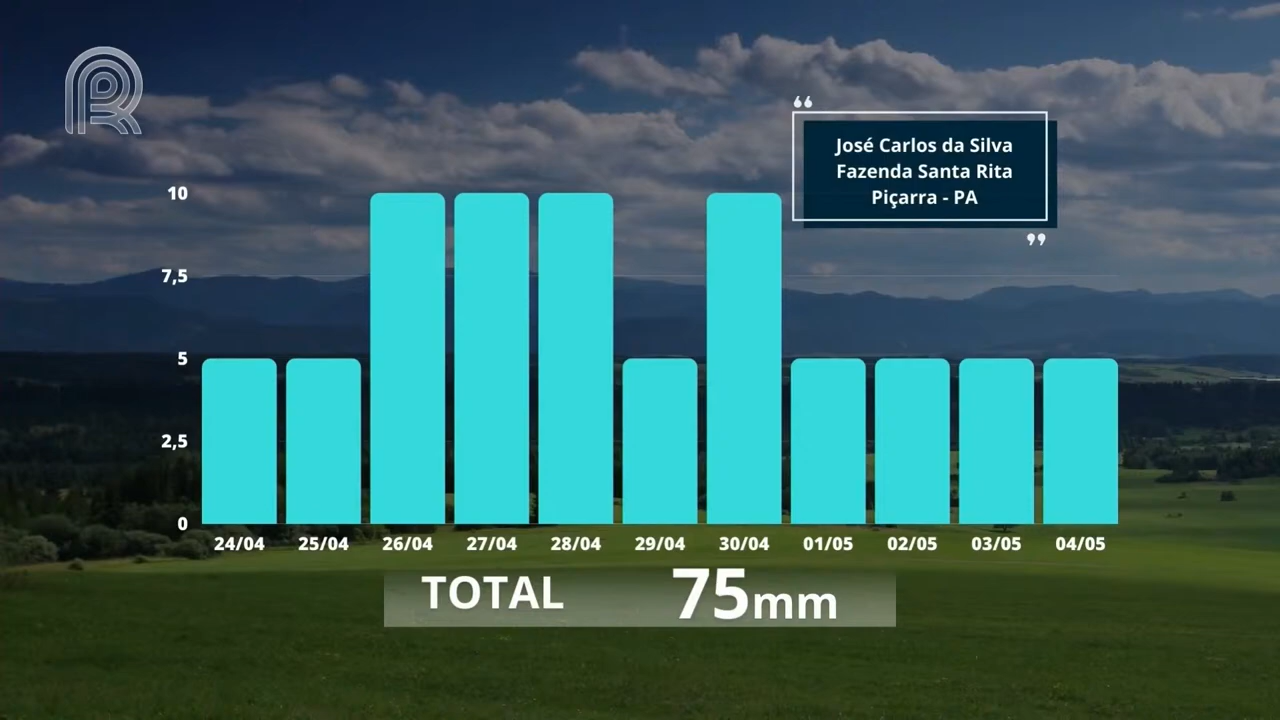 “
José Carlos da Silva
Fazenda Santa Rita
Piçarra - PA
”
10
7,5
5
2,5
0
24/04 25/04 26/04 27/04 28/04 29/04 30/04 01/05 02/05 03/05 04/05
TOTAL 75mm